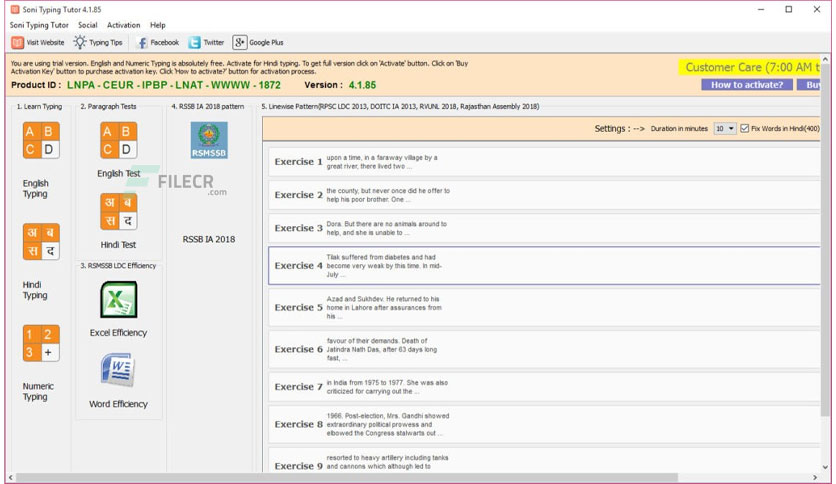 Soni Typing Tutor 4.1.85
Soni Typing Tutor Social Activation Help
Visit Website Typing Tips Facebook Twitter Google Plus
You are using trial version. English and Numeric Typing is absolutely free. Activate for Hindi typing. To get full version click on 'Activate' button. Click on 'Buy
Activation Key' button to purchase activation key. Click 'How to activate?' button for activation process.
Customer Care (7:00 AM t
Product ID : LNPA - CEUR - IPBP - LNAT - WWWW - 1872 Version : 4.1.85
How to activate? Bu
1. Learn Typing
A B
C D
English
Typing
अ ब
स द
Hindi
Typing
1 2
3 +
Numeric
Typing
2. Paragraph Tests
A B
C D
English Test
अ ब
स द
Hindi Test
3. RSMSSB LDC Efficiency
Excel Efficiency
W
Word Efficiency
4. RSSB IA 2018 pattern
RSMSSB
RSSB IA 2018
FILECR
.com
5. Linewise Pattern(RPSC LDC 2013, DOITC IA 2013, RVUNL 2018, Rajasthan Assembly 2018)
Settings : --> Duration in minutes 10 Fix Words in Hindi(400)
Exercise 1 upon a time, in a faraway village by a
great river, there lived two ...
Exercise 2 the county, but never once did he offer to
help his poor brother. One ...
Exercise 3 Dora. But there are no animals around to
help, and she is unable to ...
Exercise 4 Tilak suffered from diabetes and had
become very weak by this time. In mid-
July ...
Exercise 5 Azad and Sukhdev. He returned to his
home in Lahore after assurances from
his ...
Exercise 6 favour of their demands. Death of
Jatindra Nath Das, after 63 days long
fast, ...
Exercise 7 in India from 1975 to 1977. She was also
criticized for carrying out the ...
Exercise 8 1966. Post-election, Mrs. Gandhi showed
extraordinary political prowess and
elbowed the Congress stalwarts out ...
Exercise 9 resorted to heavy artillery including tanks
and cannons which although led to